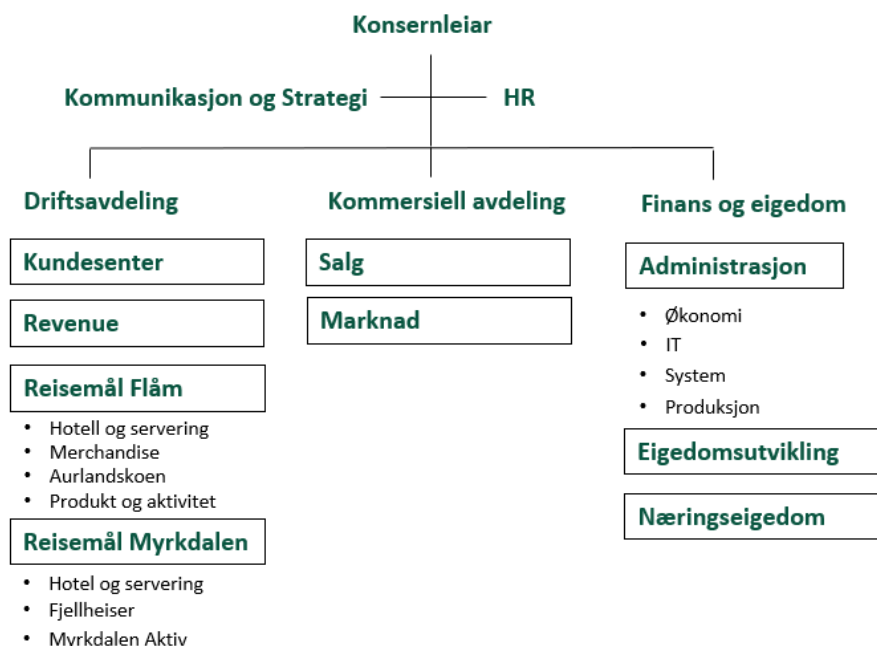 Konsernleiar
Kommunikasjon og Strategi
HR
Driftsavdeling
Kundesenter
Revenue
Reisemål Flåm
• Hotell og servering
• Merchandise
• Aurlandskoen
• Produkt og aktivitet
Reisemål Myrkdalen
• Hotel og servering
• Fjellheiser
• Myrkdalen Aktiv
Kommersiell avdeling
Salg
Marknad
Finans og eigedom
Administrasjon
• Økonomi
• IT
• System
• Produksjon
Eigedomsutvikling
Næringseigedom